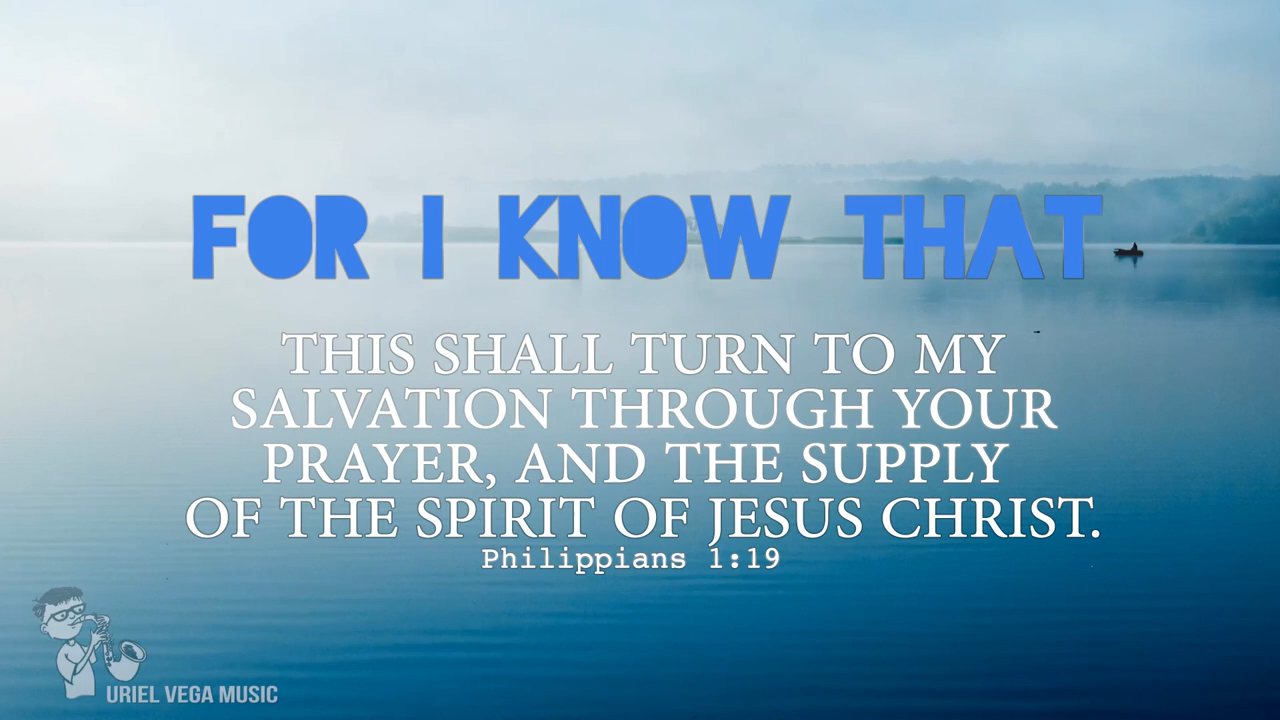 FOR I KNOW THAT
THIS SHALL TURN TO MY
SALVATION THROUGH YOUR
PRAYER, AND THE SUPPLY
OF THE SPIRIT OF JESUS CHRIST.
Philippians 1:19
URIEL VEGA MUSIC